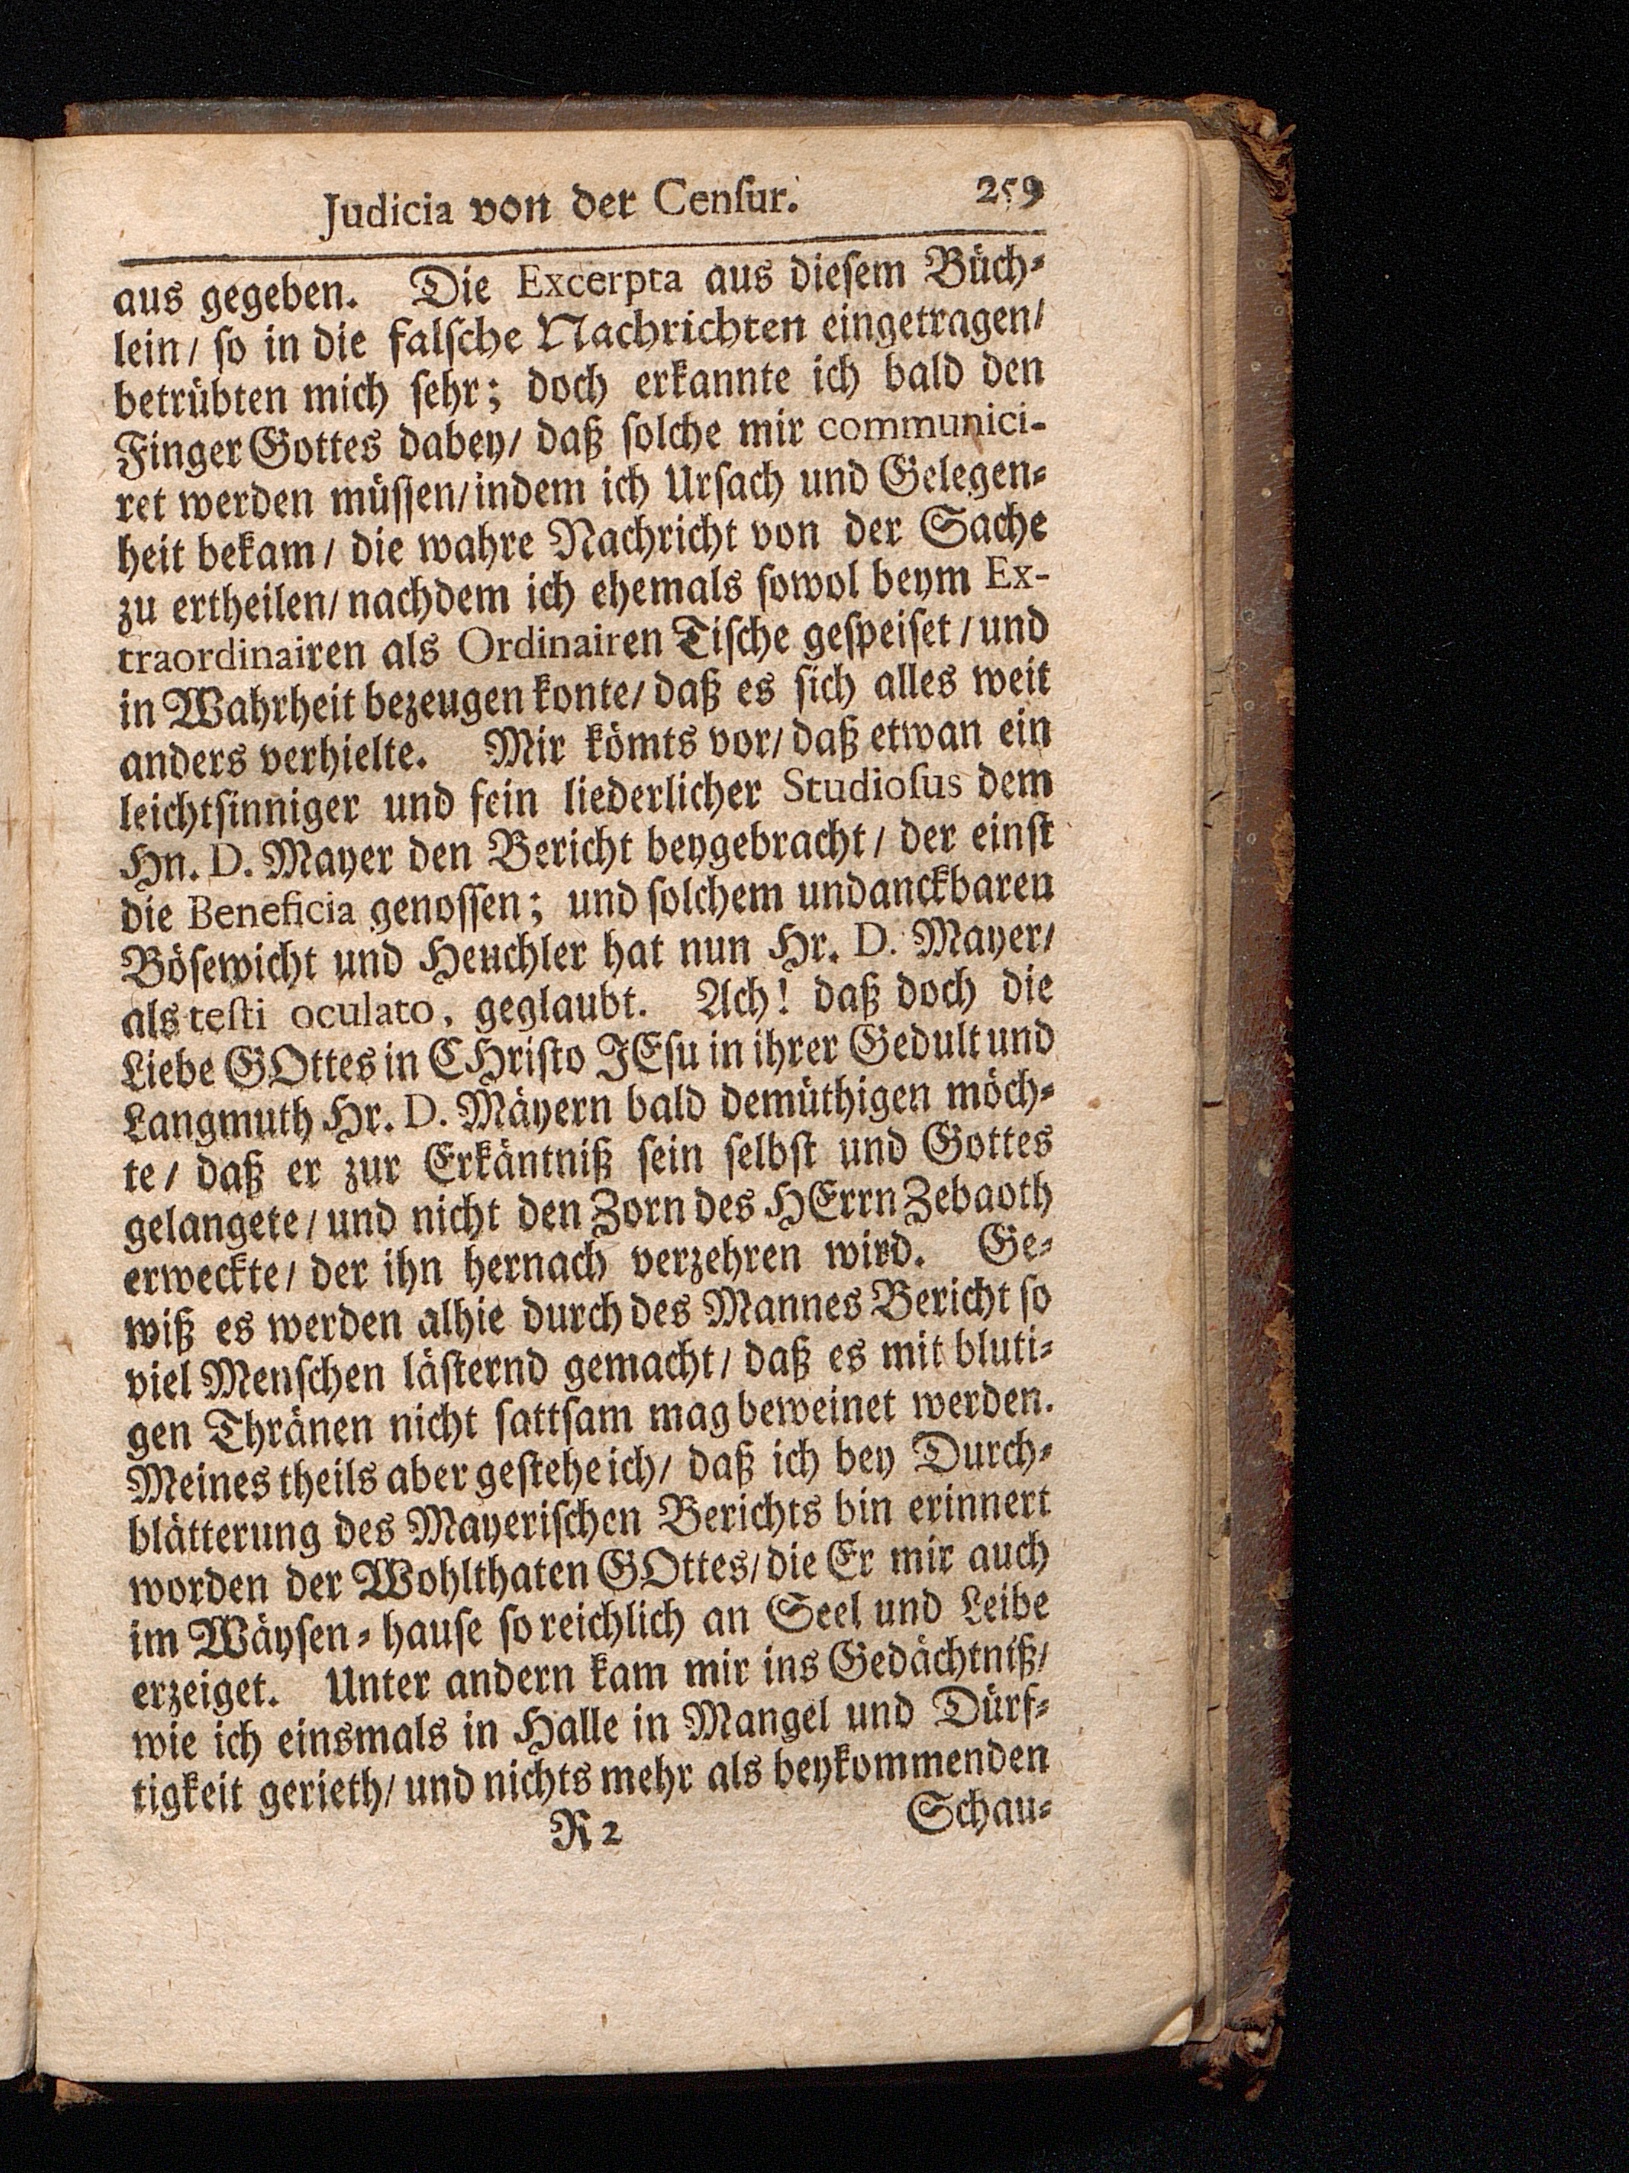 Judicia von der Cenſur. 259
aus gegeben. Die Excerpta aus dieſem Büch⸗
lein / ſo in die falſche Nachrichten eingetragen /
betrübten mich ſehr; doch erkannte ich bald den
Finger Gottes dabey / daß ſolche mir communici-
ret werden müſſen / indem ich Urſach und Gelegen⸗
heit bekam / die wahre Nachricht von der Sache
zu ertheilen / nachdem ich ehemals ſowol beym Ex-
traordinairen als Ordinairen Tiſche geſpeiſet / und
in Wahrheit bezeugen konte / daß es ſich alles weit
anders verhielte. Mir kömts vor / daß etwan ein
leichtſinniger und fein liederlicher Studioſus dem
Hn. D. Mayer den Bericht beygebracht / der einſt
die Beneficia genoſſen; und ſolchem undanckbaren
Böſewicht und Heuchler hat nun Hr. D. Mayer /
als teſti oculato, geglaubt. Ach! daß doch die
Liebe GOttes in CHriſto JEſu in ihrer Gedult und
Langmuth Hr. D. Mäyern bald demüthigen möch⸗
te / daß er zur Erkäntniß ſein ſelbſt und Gottes
gelangete / und nicht den Zorn des HErrn Zebaoth
erweckte / der ihn hernach verzehren wird. Ge⸗
wiß es werden alhie durch des Mannes Bericht ſo
viel Menſchen läſternd gemacht / daß es mit bluti⸗
gen Thränen nicht ſattſam mag beweinet werden.
Meines theils aber geſtehe ich / daß ich bey Durch⸗
blätterung des Mayeriſchen Berichts bin erinnert
worden der Wohlthaten GOttes / die Er mir auch
im Wäyſen⸗hauſe ſo reichlich an Seel und Leibe
erzeiget. Unter andern kam mir ins Gedächtniß /
wie ich einsmals in Halle in Mangel und Dürf⸗
tigkeit gerieth / und nichts mehr als beykommenden
R 2 Schau⸗